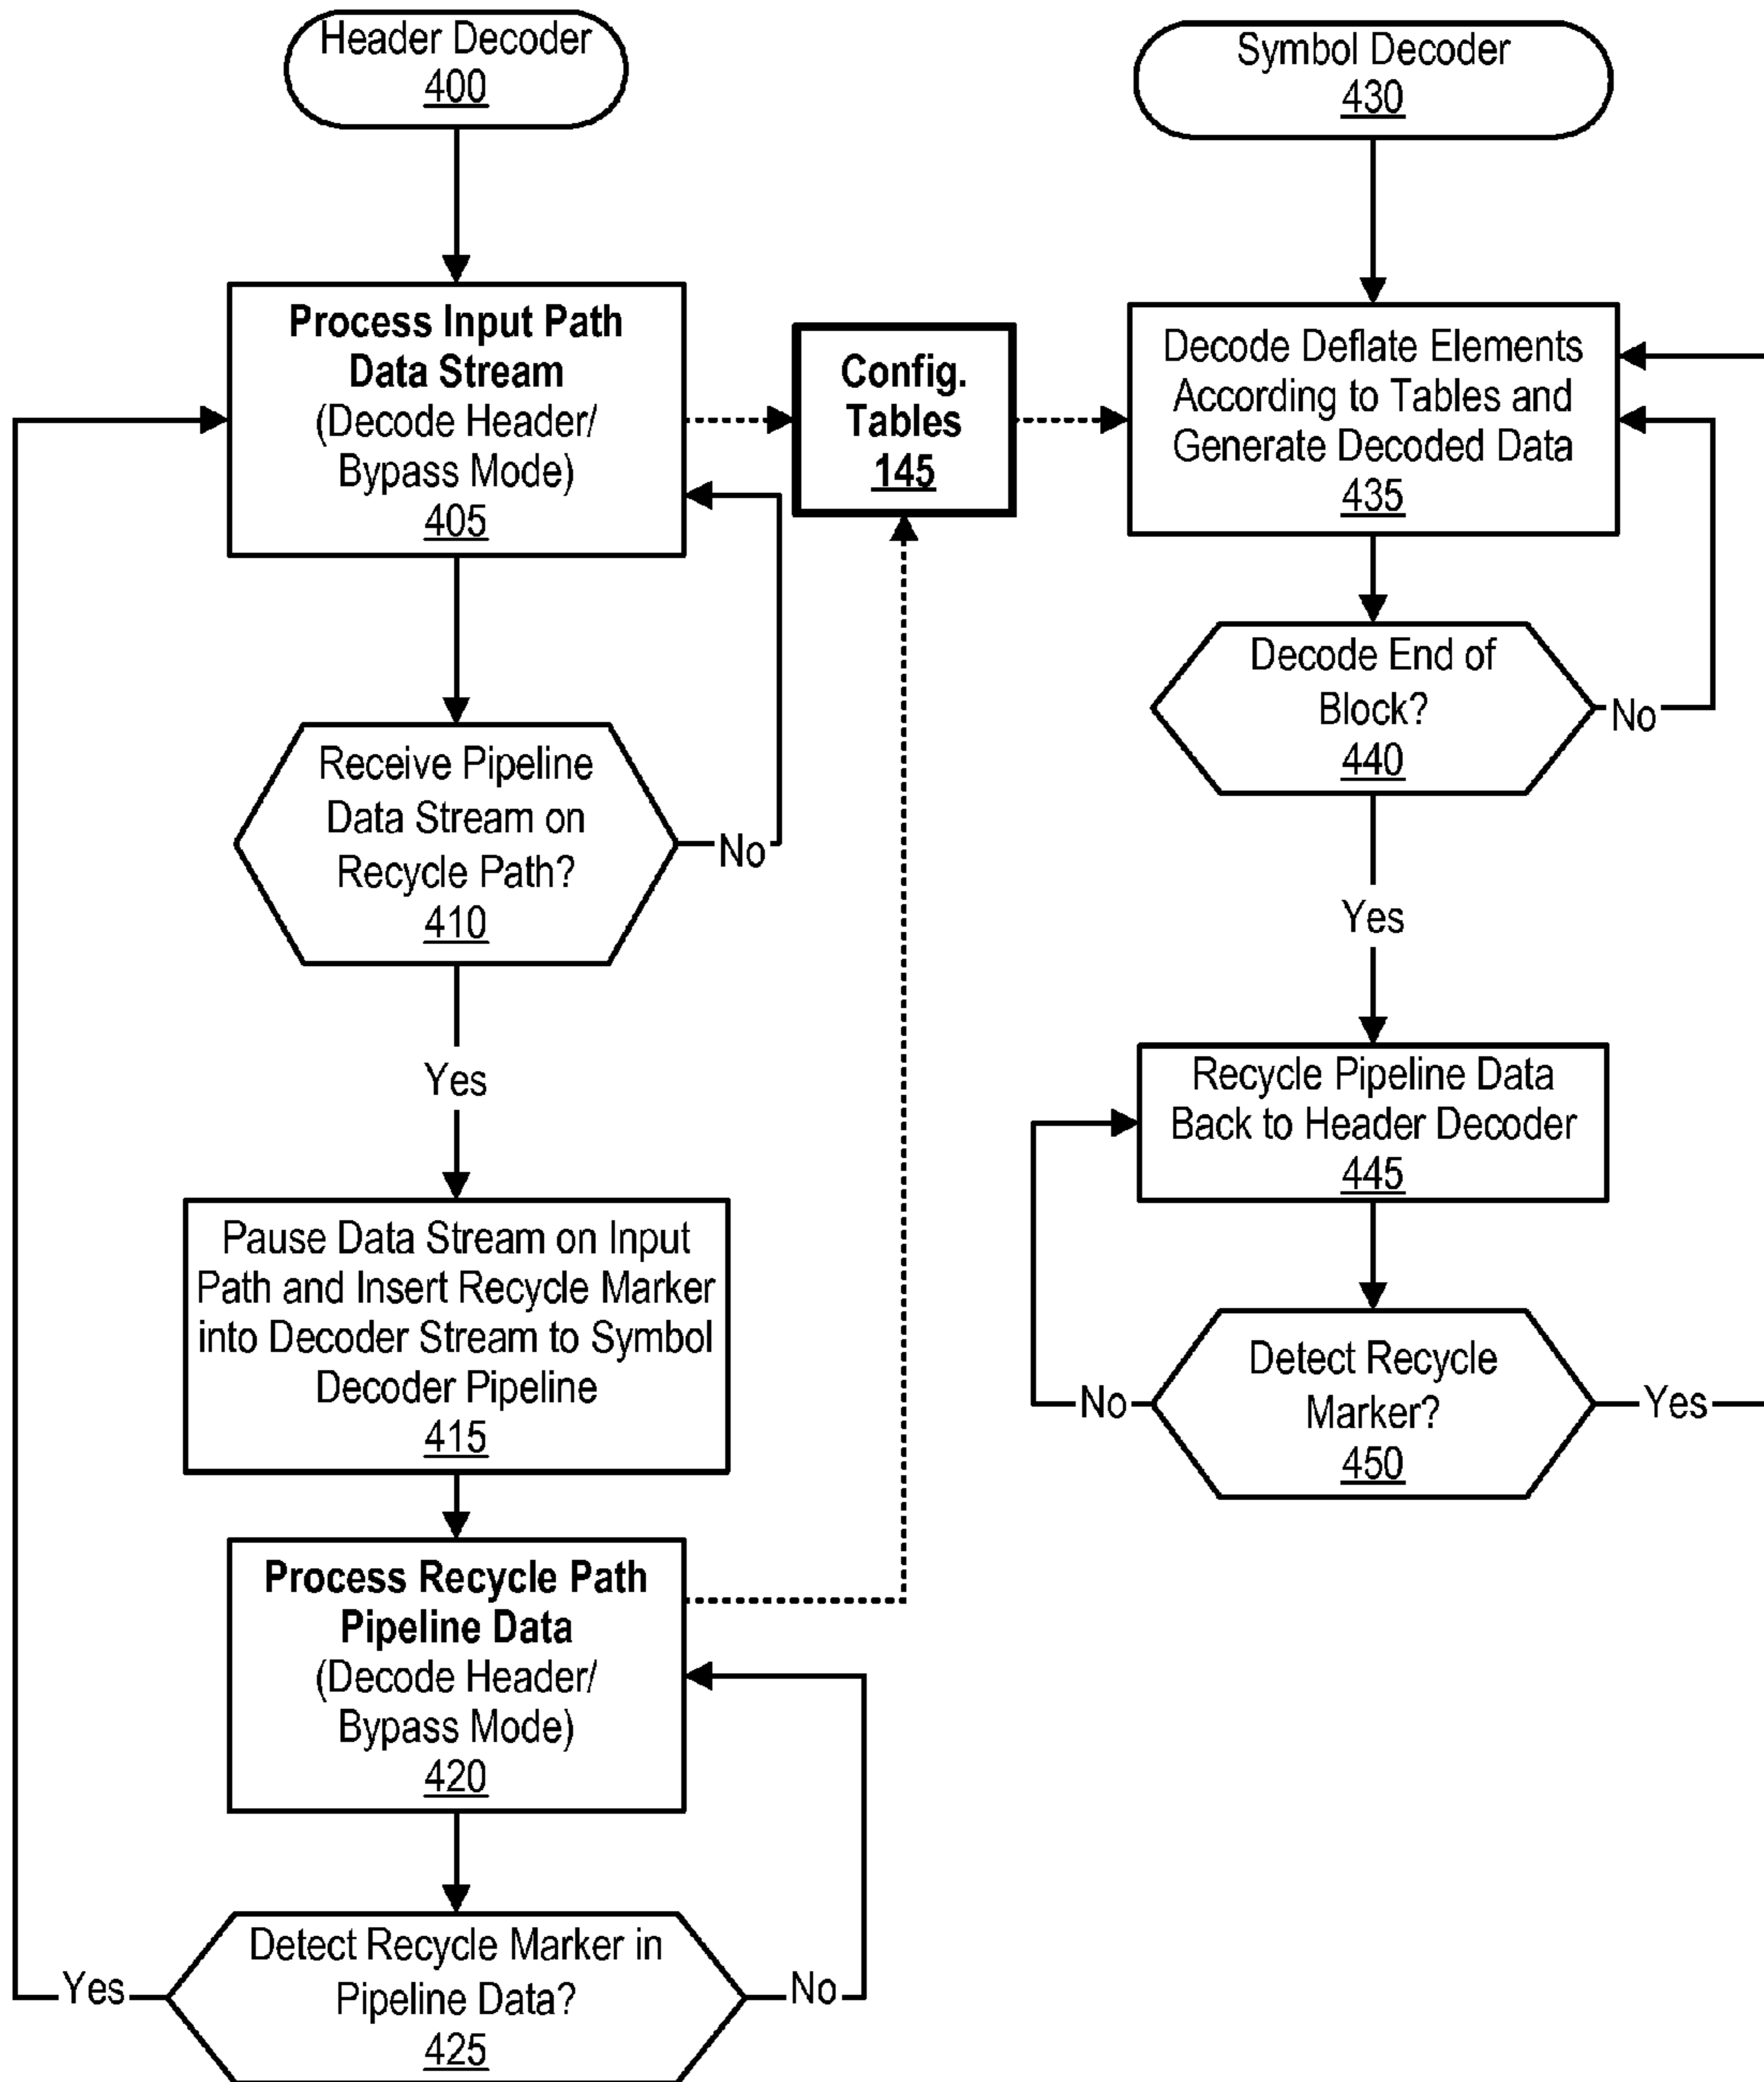 Header Decoder
400
Process Input Path
Data Stream
(Decode Header/
Bypass Mode)
405
Receive Pipeline
Data Stream on
Recycle Path?
410
No
Yes
Pause Data Stream on Input
Path and Insert Recycle Marker
into Decoder Stream to Symbol
Decoder Pipeline
415
Process Recycle Path
Pipeline Data
(Decode Header/
Bypass Mode)
420
Detect Recycle Marker in
Pipeline Data?
425
Yes
No
Config.
Tables
145
Symbol Decoder
430
Decode Deflate Elements
According to Tables and
Generate Decoded Data
435
Decode End of
Block?
440
No
Yes
Recycle Pipeline Data
Back to Header Decoder
445
Detect Recycle
Marker?
450
No
Yes